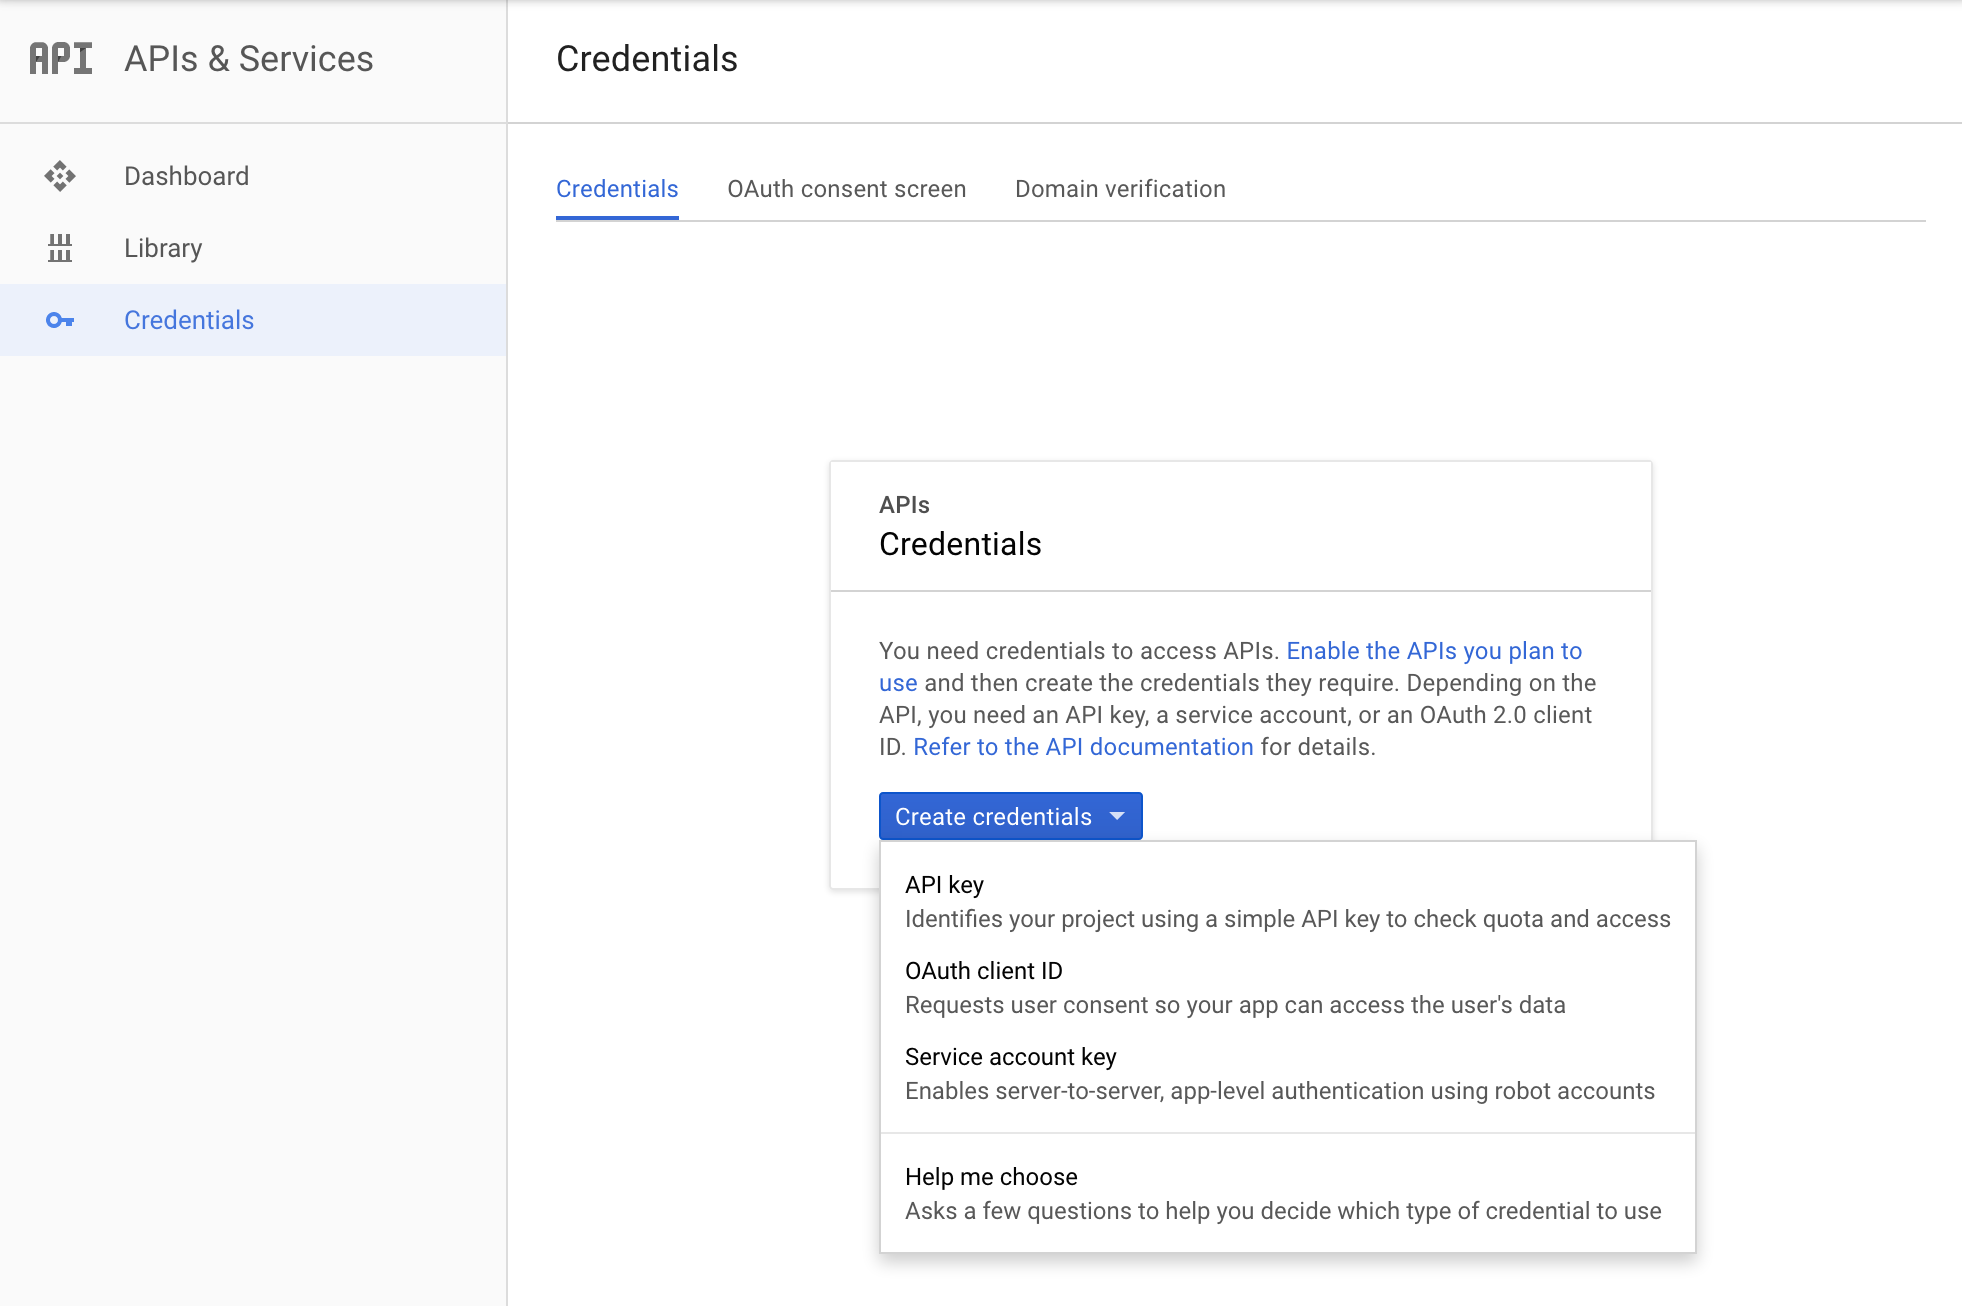 API APIs & Services
Dashboard
Library
Credentials
Credentials
Credentials OAuth consent screen Domain verification
APIs
Credentials
You need credentials to access APIs. Enable the APIs you plan to
use and then create the credentials they require. Depending on the
API, you need an API key, a service account, or an OAuth 2.0 client
ID. Refer to the API documentation for details.
Create credentials
API key
Identifies your project using a simple API key to check quota and access
OAuth client ID
Requests user consent so your app can access the user's data
Service account key
Enables server-to-server, app-level authentication using robot accounts
Help me choose
Asks a few questions to help you decide which type of credential to use